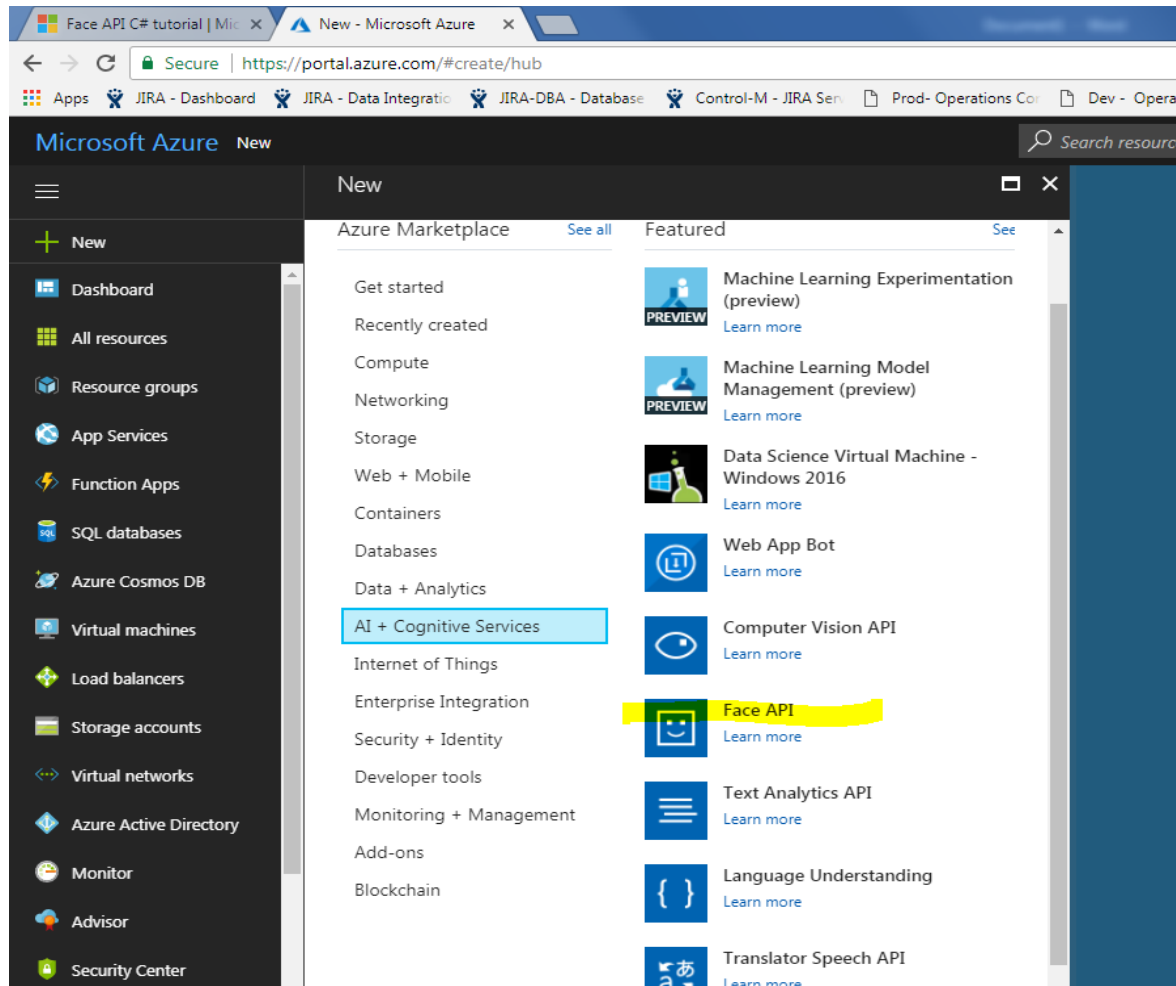 Face API C# tutorial | Mic
New - Microsoft Azure
Secure | https://portal.azure.com/#create/hub
Apps JIRA - Dashboard JIRA - Data Integratio JIRA-DBA - Database Control-M - JIRA Serv Prod- Operations Cor Dev - Opera
Microsoft Azure New
Search resourc
New
New
Dashboard
All resources
Resource groups
App Services
Function Apps
SQL databases
Azure Cosmos DB
Virtual machines
Load balancers
Storage accounts
Virtual networks
Azure Active Directory
Monitor
Advisor
Security Center
Azure Marketplace See all
Get started
Recently created
Compute
Networking
Storage
Web + Mobile
Containers
Databases
Data + Analytics
AI + Cognitive Services
Internet of Things
Enterprise Integration
Security + Identity
Developer tools
Monitoring + Management
Add-ons
Blockchain
Featured See
PREVIEW
Machine Learning Experimentation
(preview)
Learn more
PREVIEW
Machine Learning Model
Management (preview)
Learn more
Data Science Virtual Machine -
Windows 2016
Learn more
Web App Bot
Learn more
Computer Vision API
Learn more
Face API
Learn more
Text Analytics API
Learn more
{ }
Language Understanding
Learn more
あ
Translator Speech API
Learn more